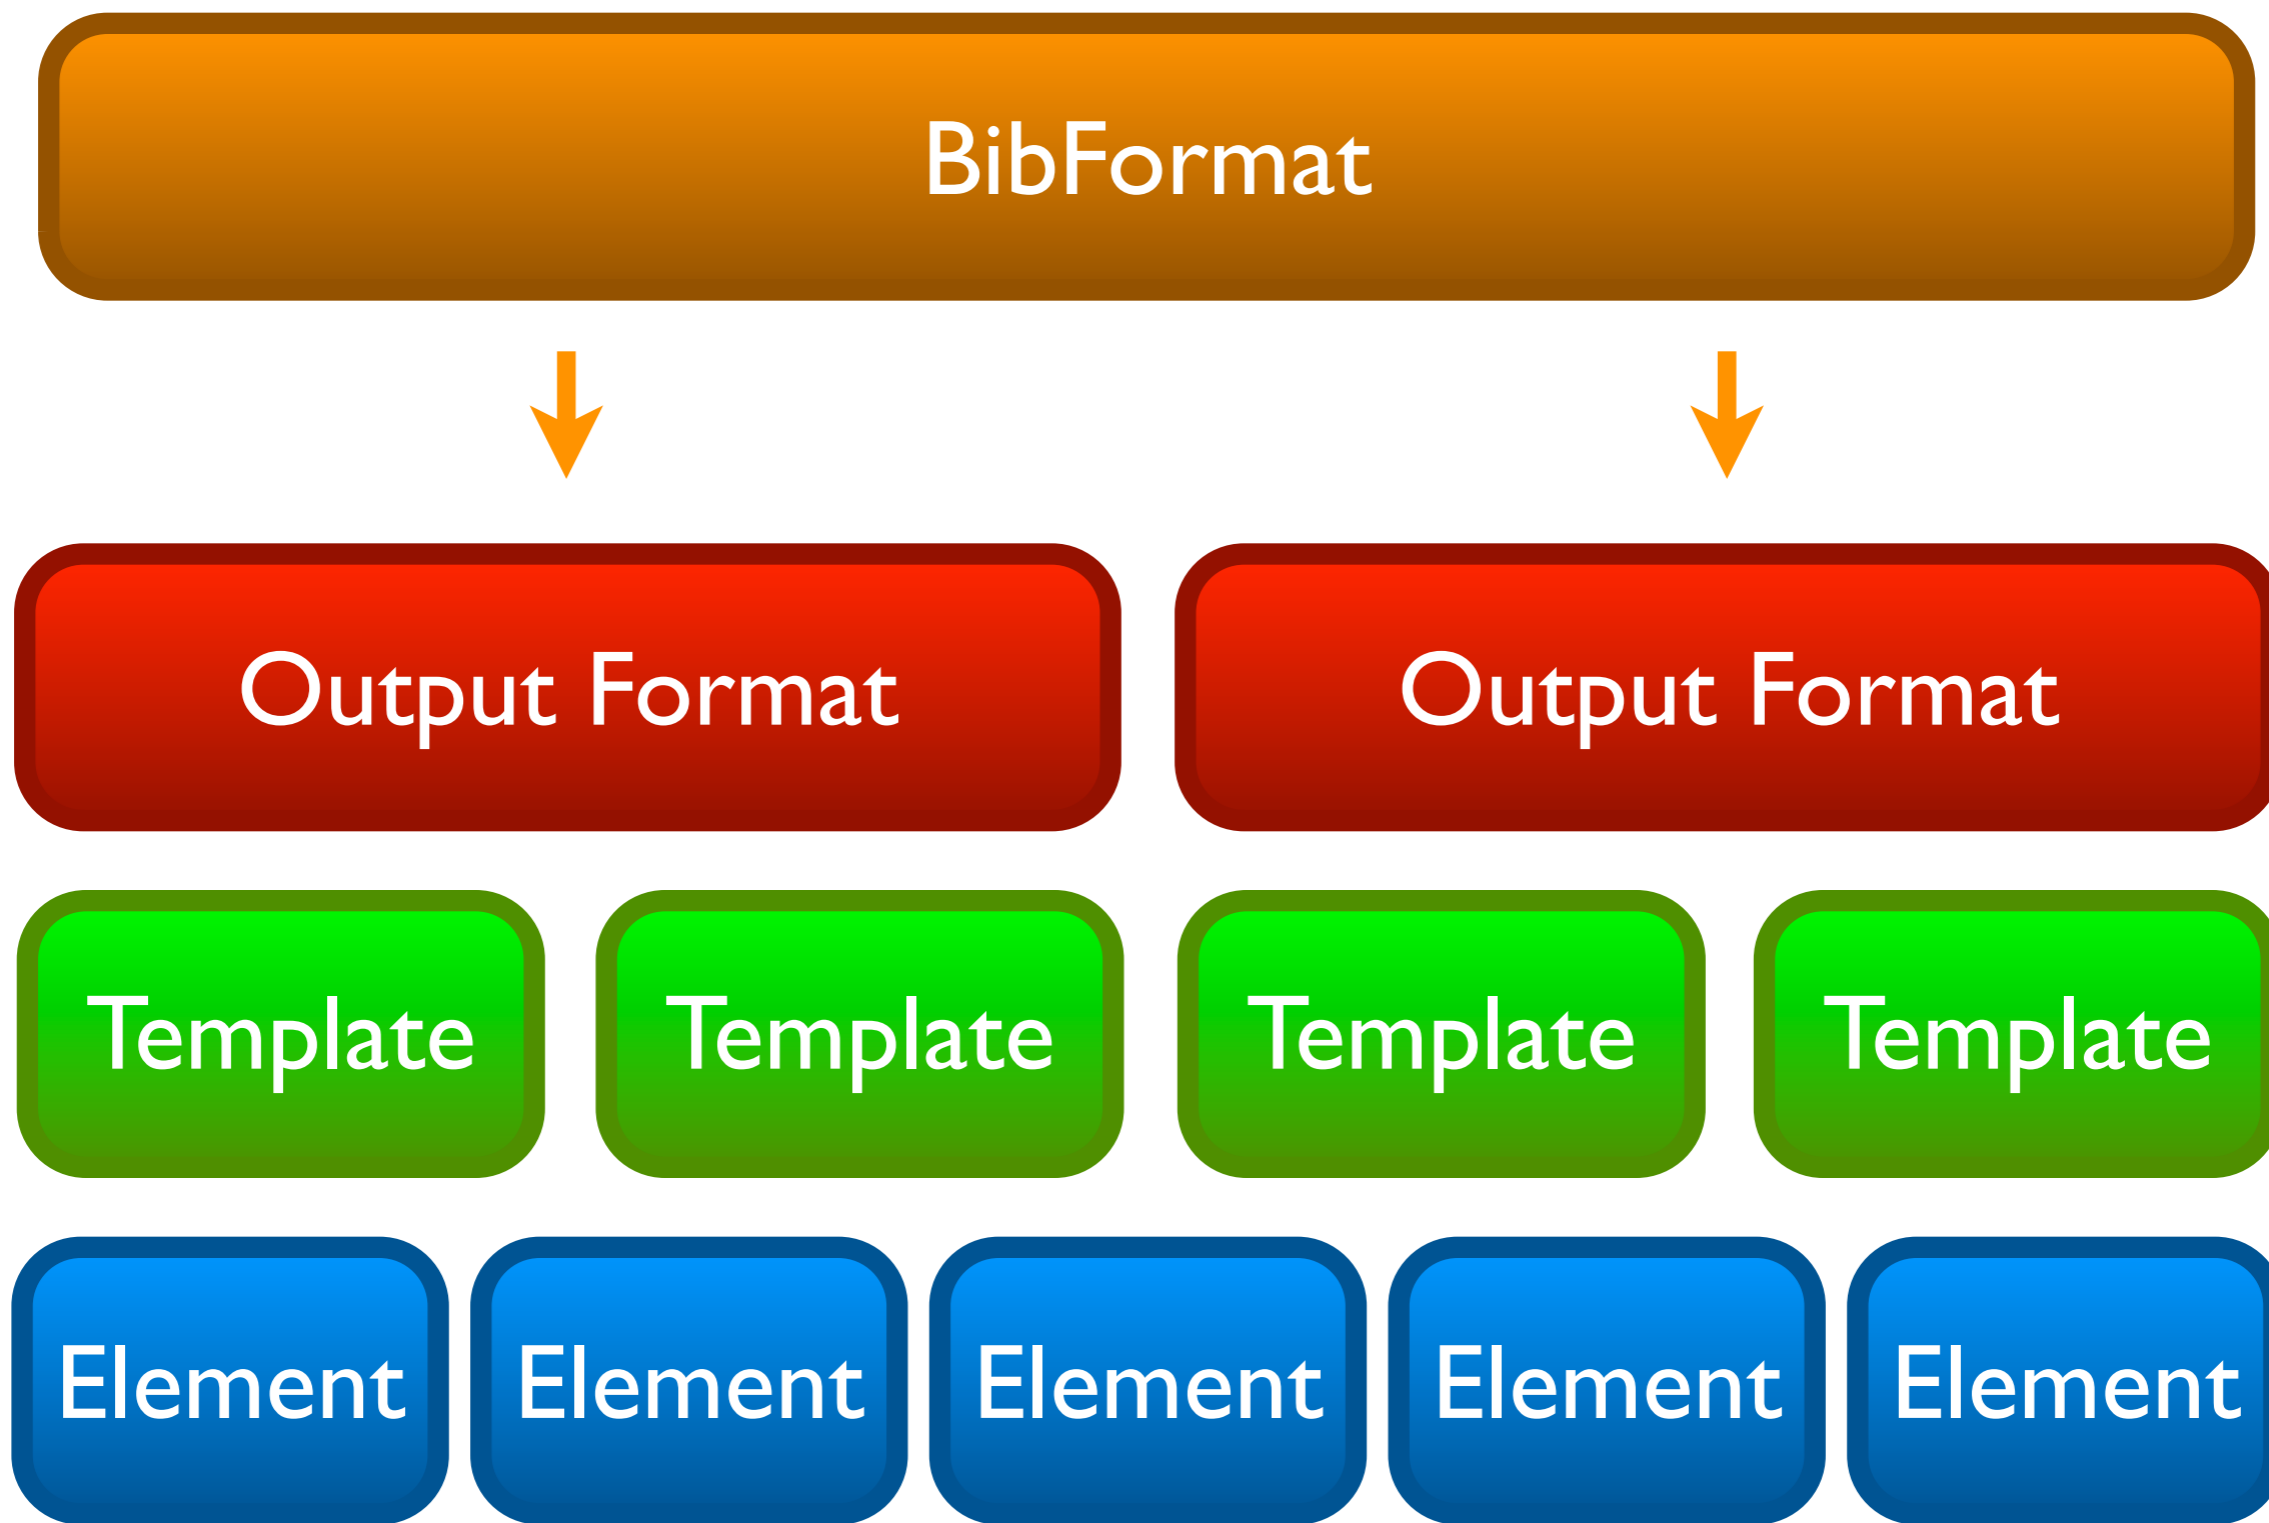 BibFormat
Output Format Output Format
Template Template Template Template
Element Element Element Element Element